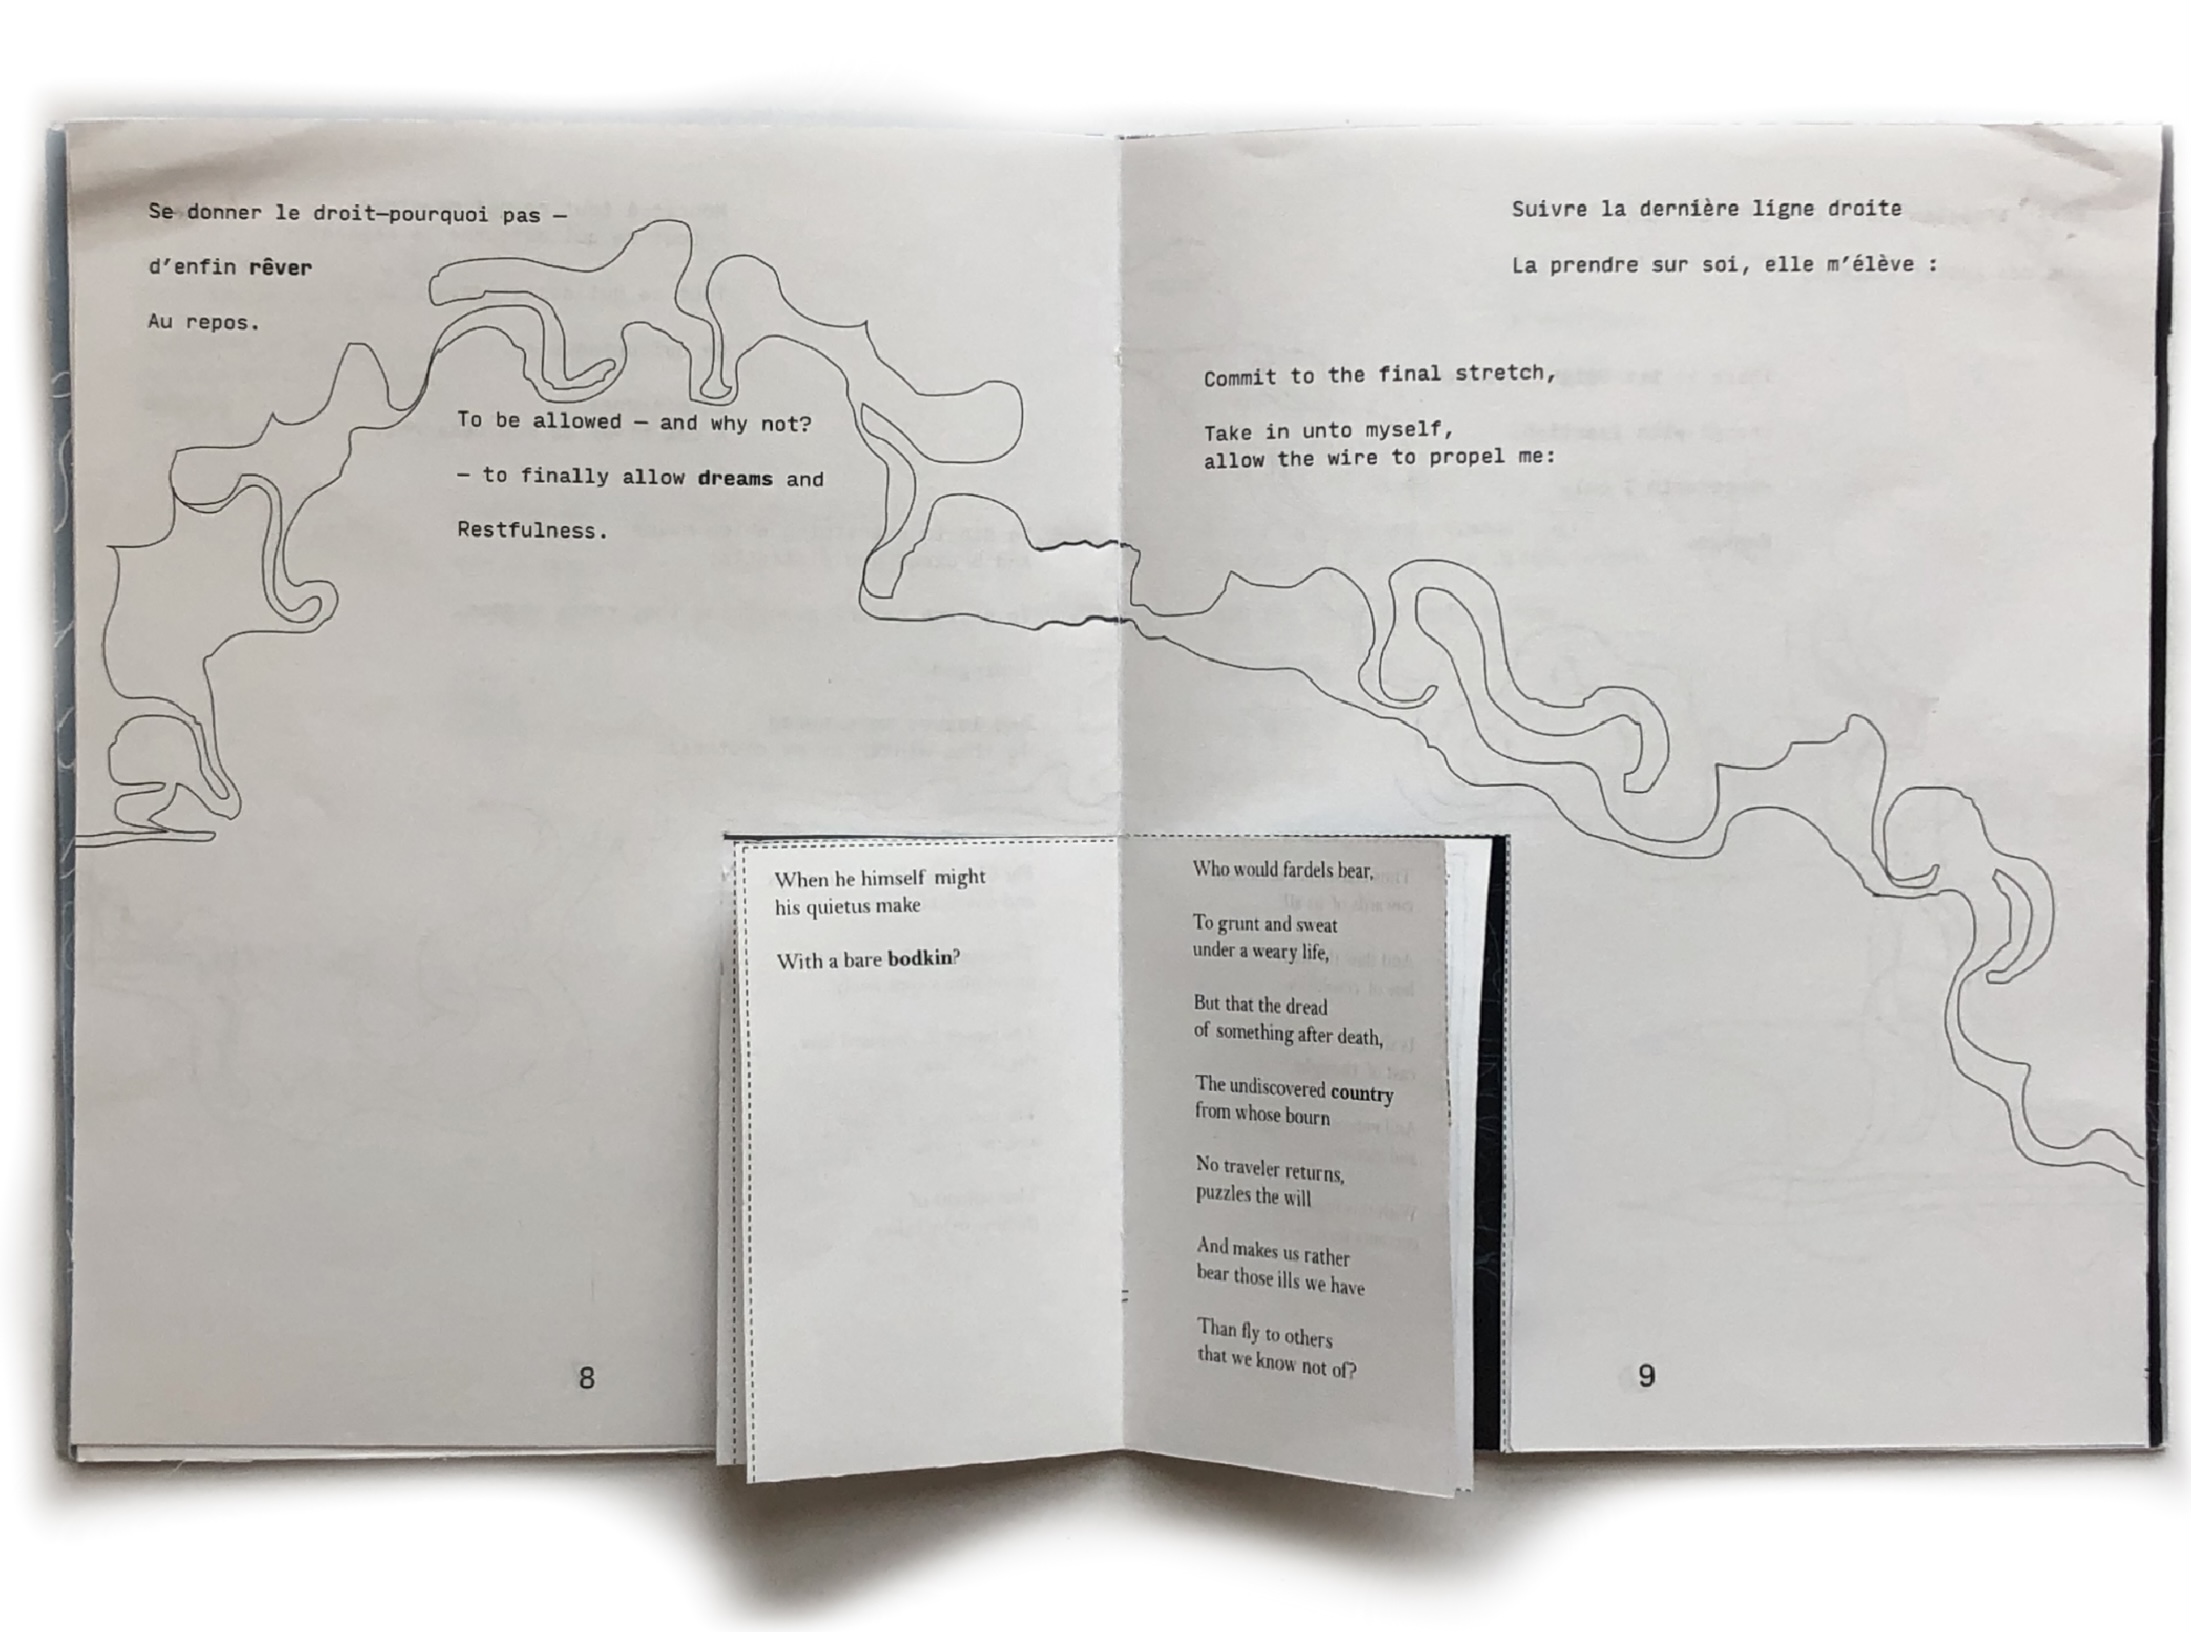 Se donner le droit—pourquoi pas —
d’enfin rêver
Au repos.
To be allowed — and why not?
— to finally allow dreams and
Restfulness.
8
Suivre la dernière ligne droite
La prendre sur soi, elle m’élève :
Commit to the final stretch,
Take in unto myself,
allow the wire to propel me:
9
When he himself might
his quietus make
With a bare bodkin?
Who would fardels bear,
To grunt and sweat
under a weary life,
But that the dread
of something after death,
The undiscovered country
from whose bourn
No traveler returns,
puzzles the will
And makes us rather
bear those ills we have
Than fly to others
that we know not of?